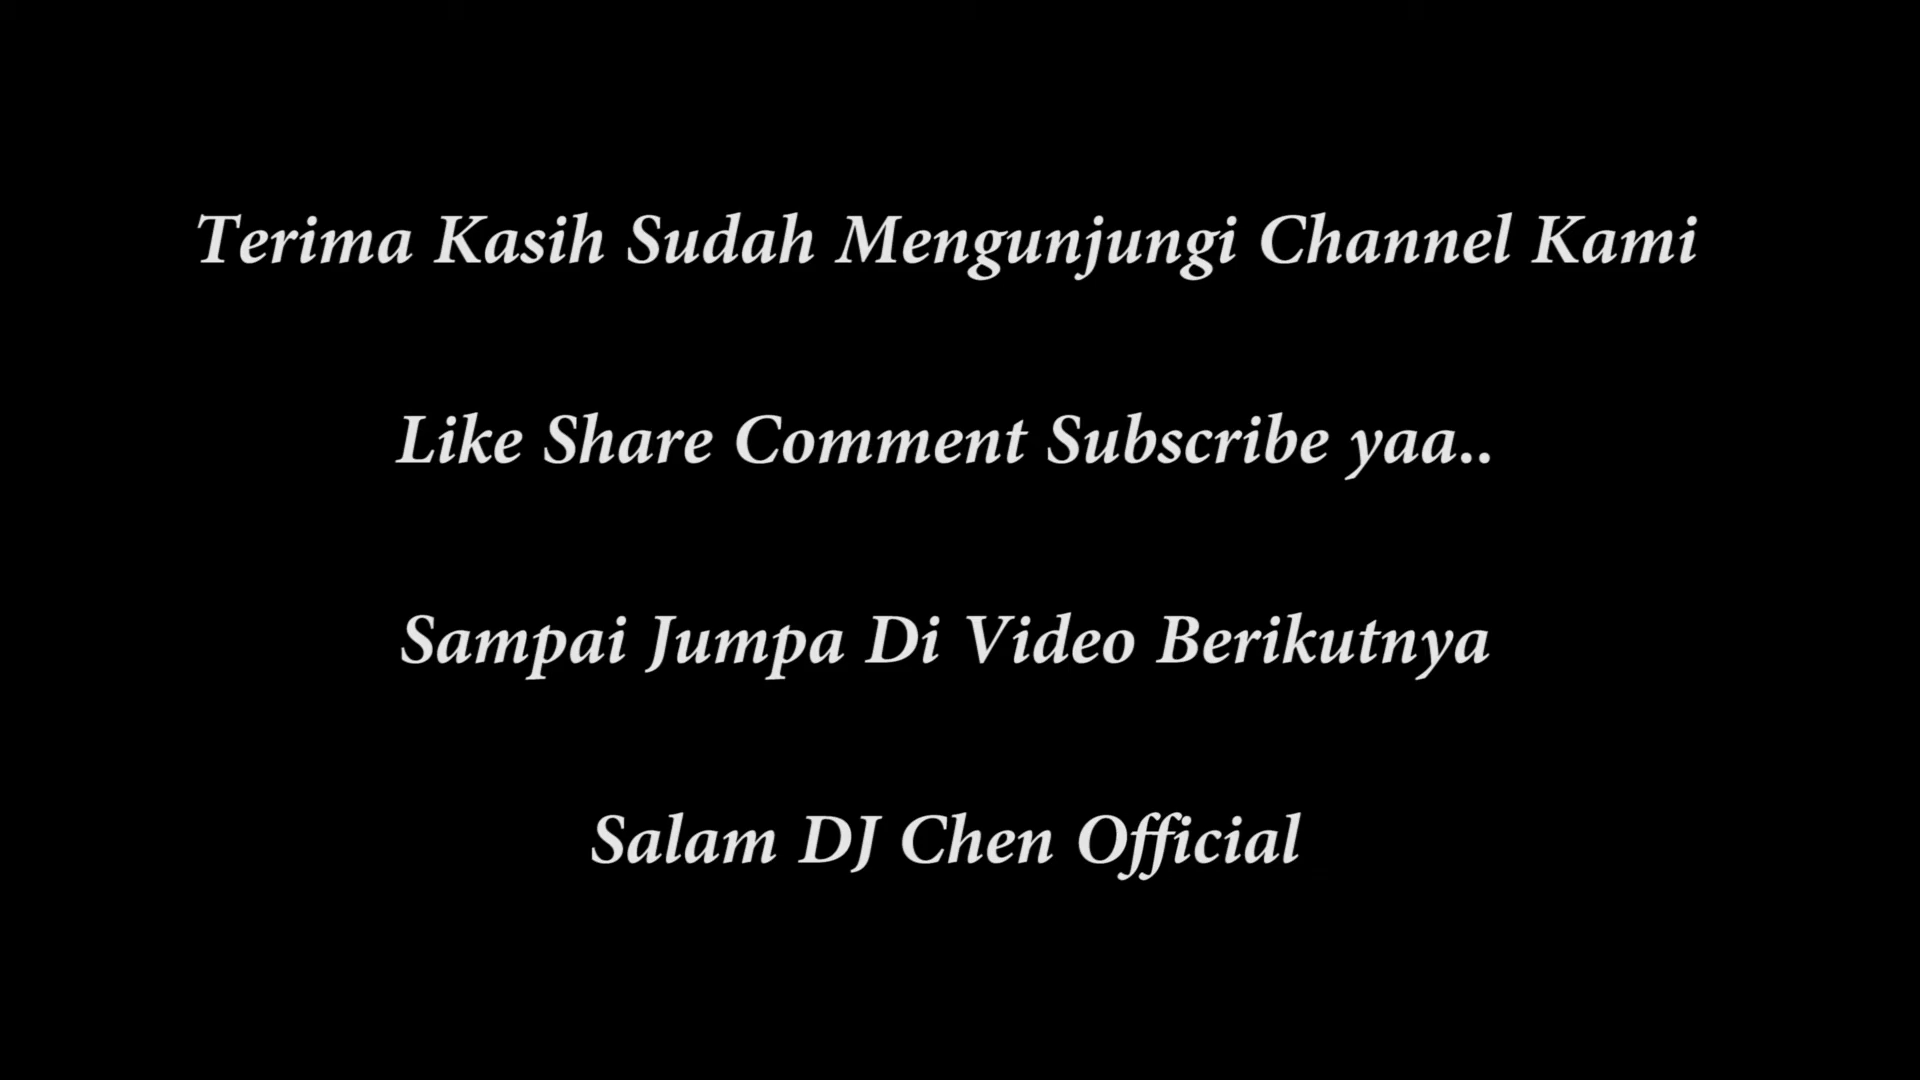 Terima Kasih Sudah Mengunjungi Channel Kami
Like Share Comment Subscribe yaa..
Sampai Jumpa Di Video Berikutnya
Salam DJ Chen Official